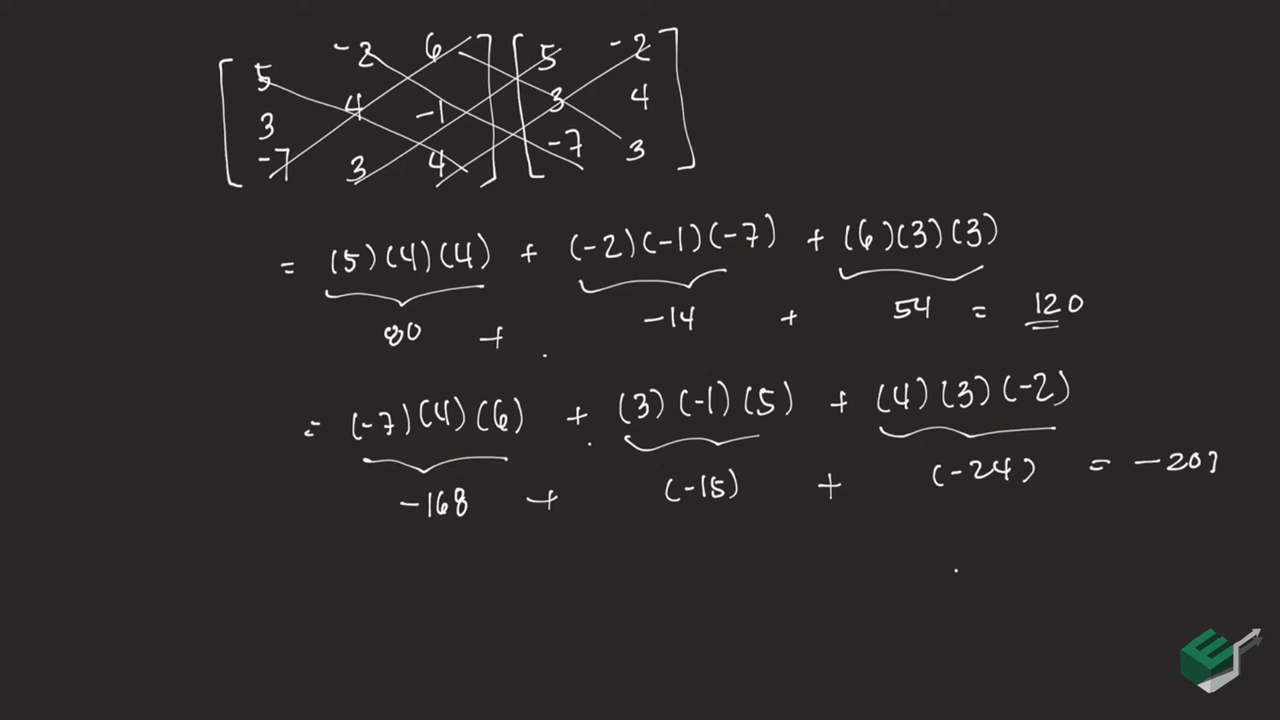 [ 5 -2 6 ] [ 5 -2 ]
3 4 -1 3 4
-7 3 4 -7 3
= (5)(4)(4) + (-2)(-1)(-7) + (6)(3)(3)
80 + -14 + 54 = 120
= (-7)(4)(6) + (3)(-1)(5) + (4)(3)(-2)
-168 + (-15) + (-24) = -207